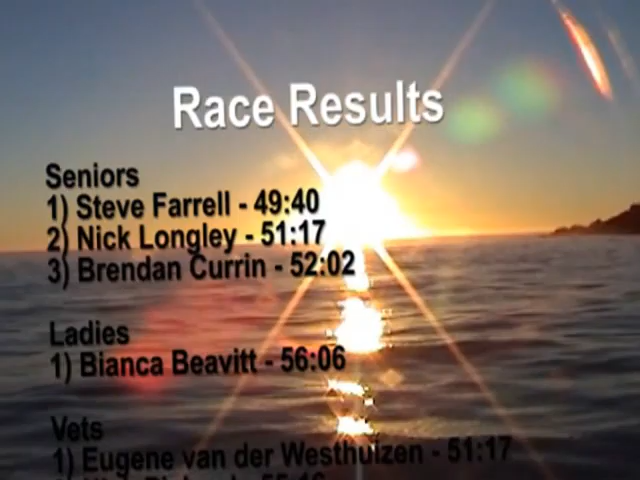 Race Results
Seniors
1) Steve Farrell - 49:40
2) Nick Longley - 51:17
3) Brendan Currin - 52:02
Ladies
1) Bianca Beavitt - 56:06
Vets
1) Eugene van der Westhuizen - 51:17